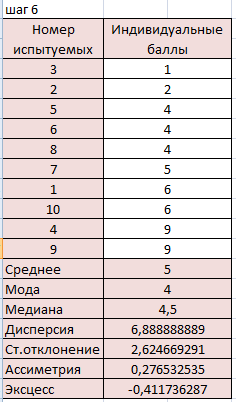 шаг 6
Номер испытуемых Индивидуальные баллы
3 1
2 2
5 4
6 4
8 4
7 5
1 6
10 6
4 9
9 9
Среднее 5
Мода 4
Медиана 4,5
Дисперсия 6,888888889
Ст.отклонение 2,624669291
Ассиметрия 0,276532535
Эксцесс -0,411736287